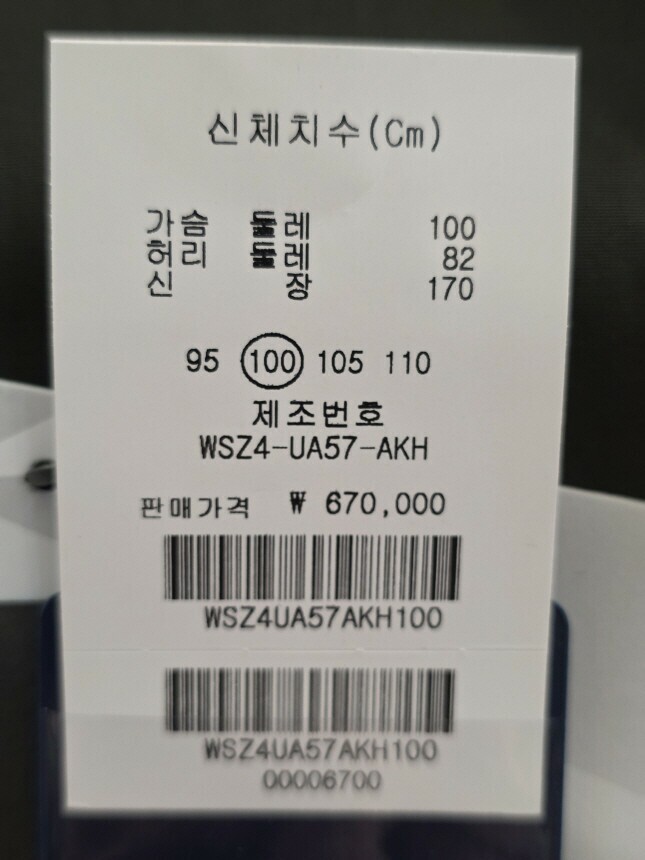 신체치수(Cm)
가슴 둘레 100
허리 둘레 82
신 장 170
95 100 105 110
제조번호
WSZ4-UA57-AKH
판매가격 ₩ 670,000
WSZ4UA57AKH100
WSZ4UA57AKH100
00006700